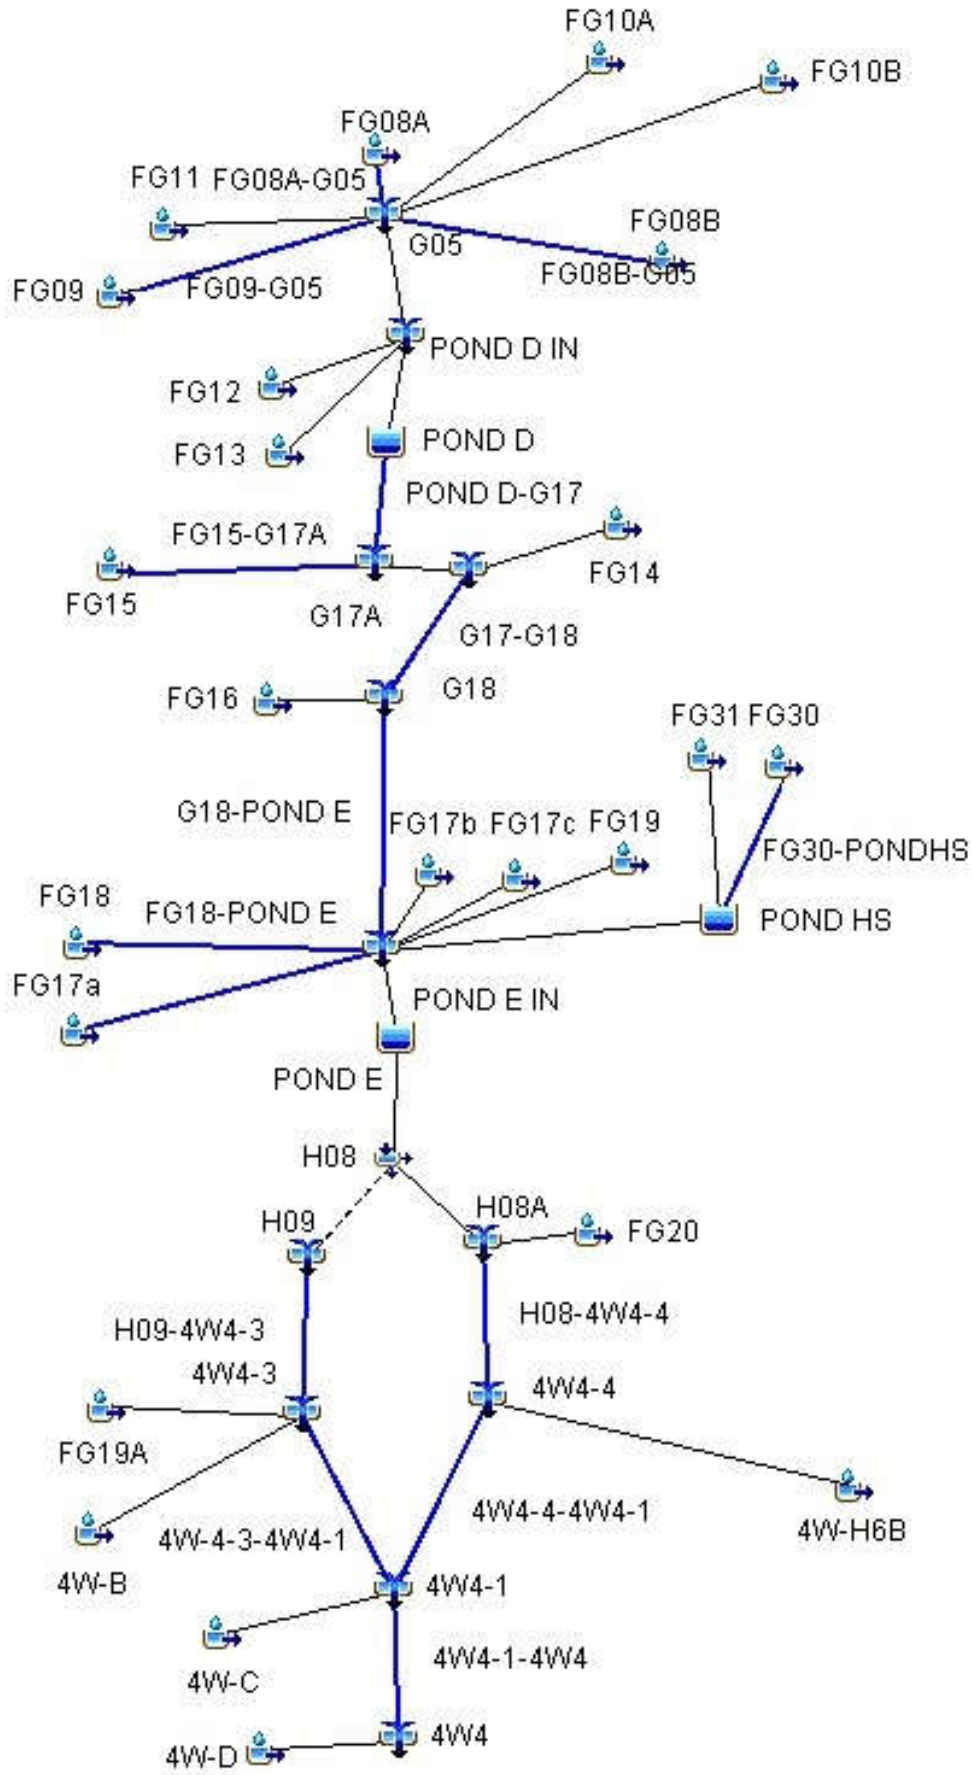 FG10A
FG10B
FG08A
FG11
FG08A-G05
FG08B
G05
FG08B-G05
FG09
FG09-G05
POND D IN
FG12
POND D
FG13
POND D-G17
FG15-G17A
FG14
FG15
G17A
G17-G18
G18
FG16
FG31
FG30
G18-POND E
FG17b
FG17c
FG19
FG30-PONDHS
FG18
FG18-POND E
POND HS
FG17a
POND E IN
POND E
H08
H08A
H09
FG20
H08-4W4-4
H09-4W4-3
4W4-3
4W4-4
FG19A
4W4-4-4W4-1
4W-H6B
4W-4-3-4W4-1
4W-B
4W4-1
4W4-1-4W4
4W-C
4W4
4W-D